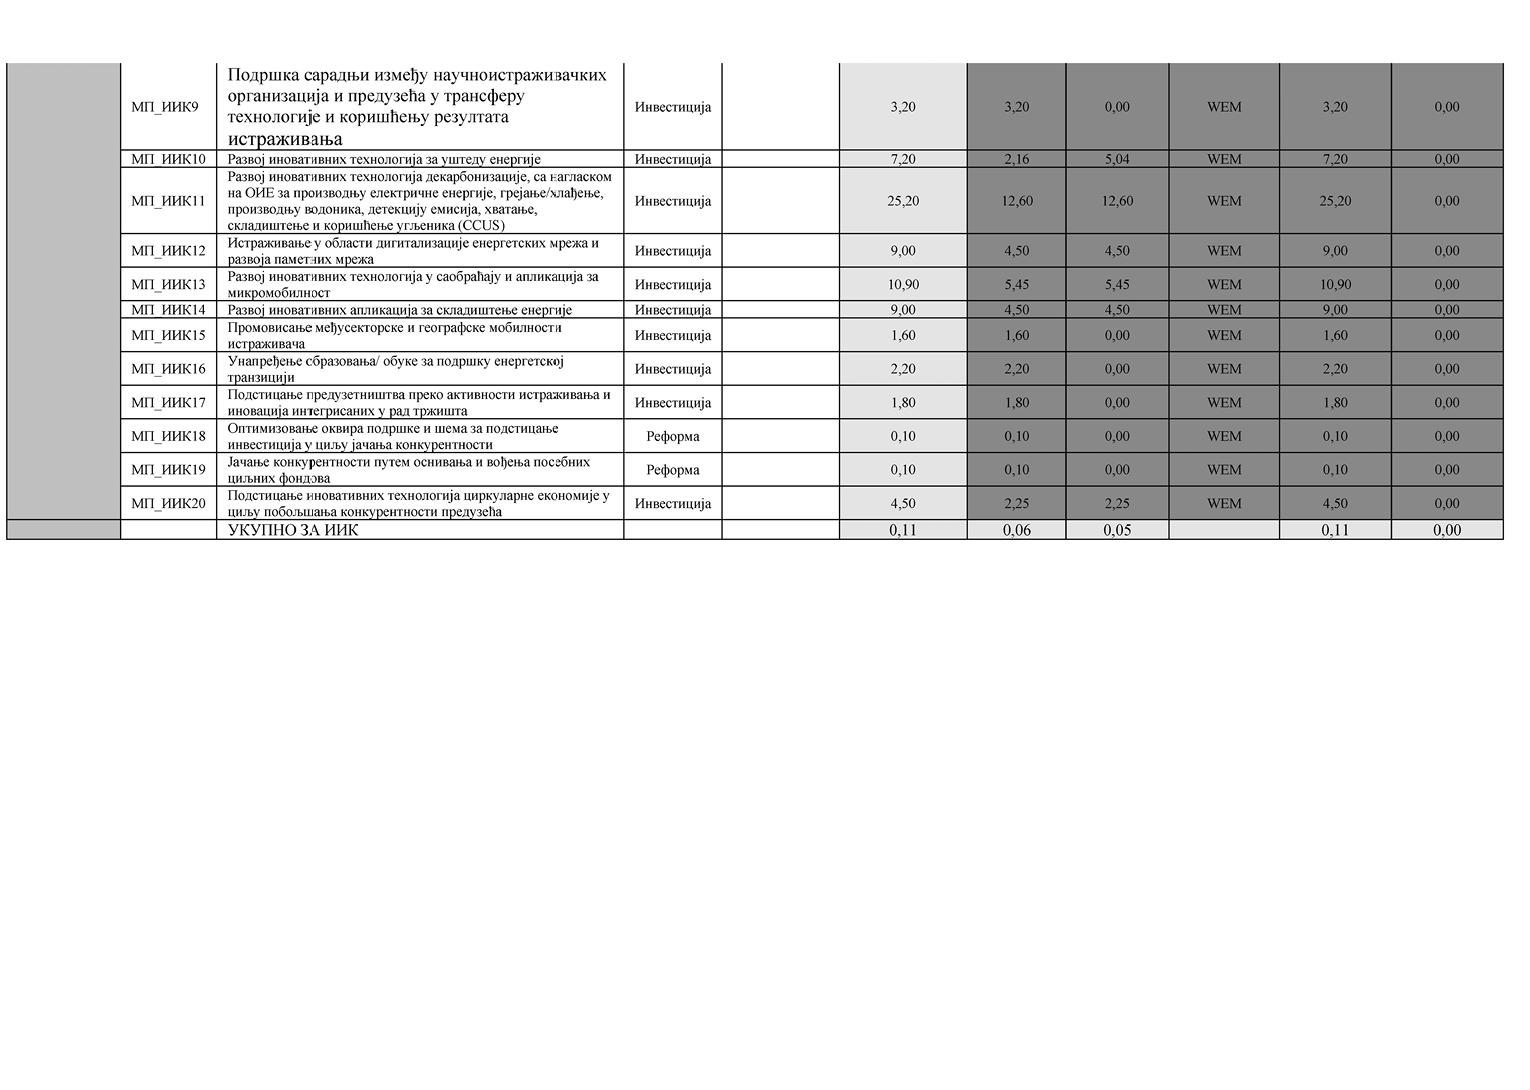 МП_ИИК9 Подршка сарадњи између научноистраживачких организација и предузећа у трансферу технологије и коришћењу резултата истраживања Инвестиција 3,20 3,20 0,00 WEM 3,20 0,00
МП_ИИК10 Развој иновативних технологија за уштеду енергије Инвестиција 7,20 2,16 5,04 WEM 7,20 0,00
МП_ИИК11 Развој иновативних технологија декарбонизације, са нагласком на ОИЕ за производњу електричне енергије, грејање/хлађење, производњу водоника, детекцију емисија, хватање, складиштење и коришћење угљеника (CCUS) Инвестиција 25,20 12,60 12,60 WEM 25,20 0,00
МП_ИИК12 Истраживање у области дигитализације енергетских мрежа и развоја паметних мрежа Инвестиција 9,00 4,50 4,50 WEM 9,00 0,00
МП_ИИК13 Развој иновативних технологија у саобраћају и апликација за микромобилност Инвестиција 10,90 5,45 5,45 WEM 10,90 0,00
МП_ИИК14 Развој иновативних апликација за складиштење енергије Инвестиција 9,00 4,50 4,50 WEM 9,00 0,00
МП_ИИК15 Промовисање међусекторске и географске мобилности истраживача Инвестиција 1,60 1,60 0,00 WEM 1,60 0,00
МП_ИИК16 Унапређење образовања/ обуке за подршку енергетској транзицији Инвестиција 2,20 2,20 0,00 WEM 2,20 0,00
МП_ИИК17 Подстицање предузетништва преко активности истраживања и иновација интегрисаних у рад тржишта Инвестиција 1,80 1,80 0,00 WEM 1,80 0,00
МП_ИИК18 Оптимизовање оквира подршке и шема за подстицање инвестиција у циљу јачања конкурентности Реформа 0,10 0,10 0,00 WEM 0,10 0,00
МП_ИИК19 Јачање конкурентности путем оснивања и вођења посебних циљних фондова Реформа 0,10 0,10 0,00 WEM 0,10 0,00
МП_ИИК20 Подстицање иновативних технологија циркуларне економије у циљу побољшања конкурентности предузећа Инвестиција 4,50 2,25 2,25 WEM 4,50 0,00
УКУПНО ЗА ИИК 0,11 0,06 0,05 0,11 0,00